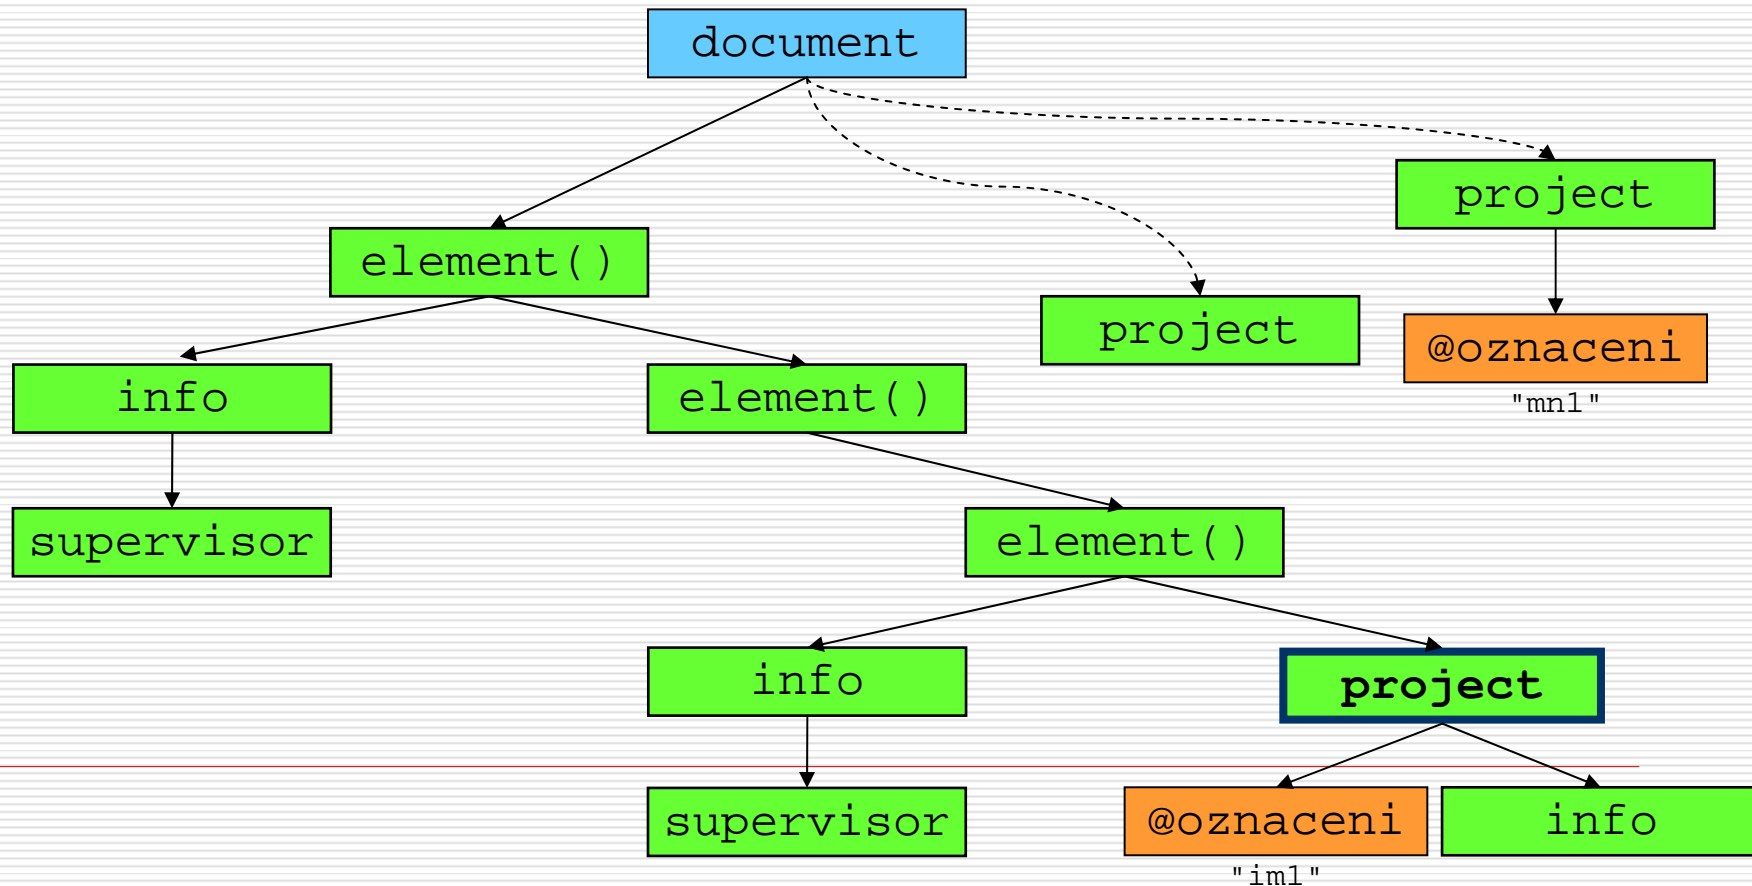 document
project
element()
project
@oznaceni
"mn1"
info
element()
supervisor
element()
info
project
supervisor
@oznaceni
info
"im1"